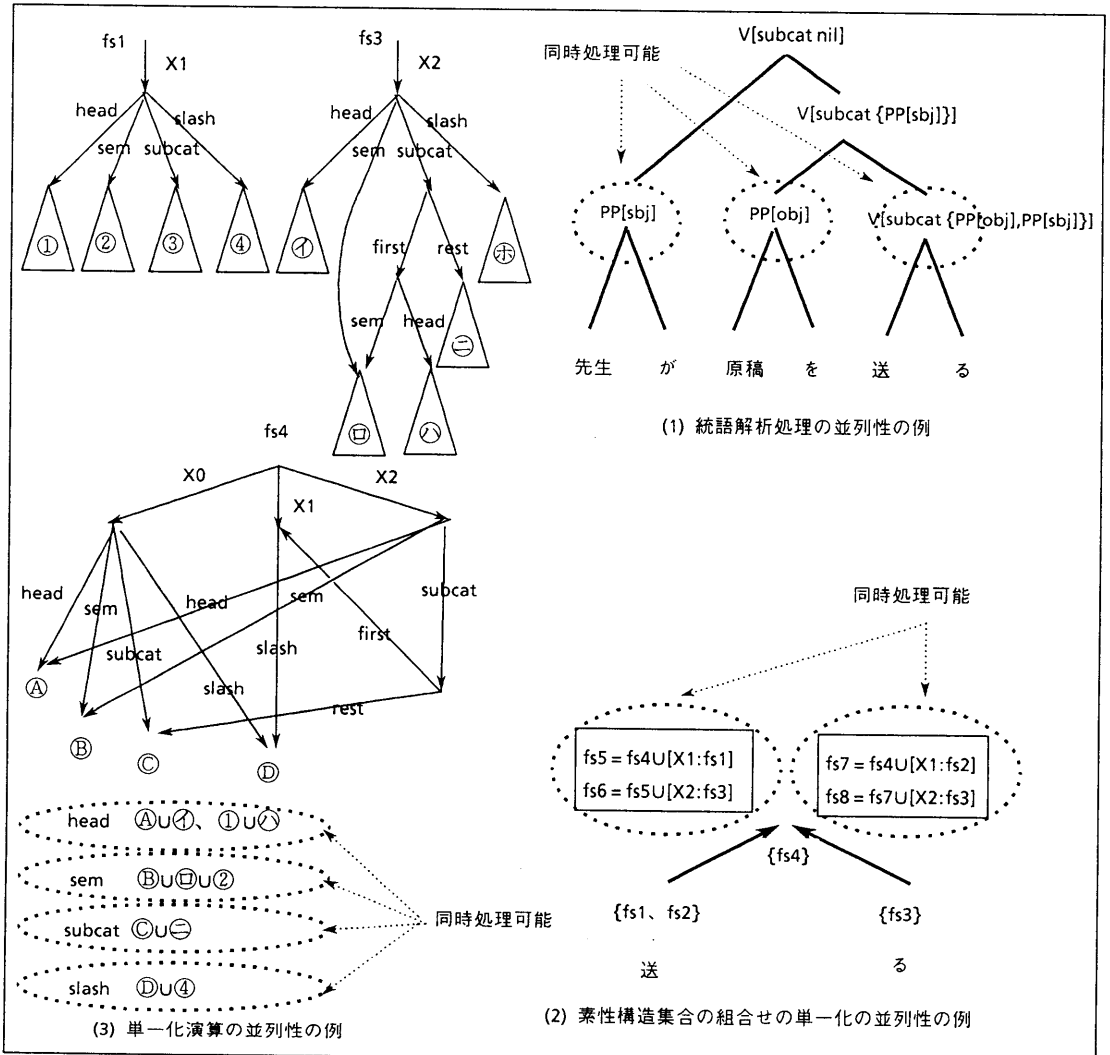 fs1
X1
head
slash
sem
subcat
①
②
③
④
fs3
X2
head
slash
sem
subcat
first
rest
sem
head
㋑
㋺
㋩
㋥
㋭
同時処理可能
V[subcat nil]
V[subcat {PP[sbj]}]
PP[sbj]
PP[obj]
V[subcat {PP[obj],PP[sbj]}]
先生 が 原稿 を 送 る
(1) 統語解析処理の並列性の例
fs4
X0
X1
X2
head
sem
subcat
slash
head
sem
slash
first
subcat
rest
Ⓐ
Ⓑ
Ⓒ
Ⓓ
head Ⓐ∪㋑、①∪㋩
sem Ⓑ∪㋺∪②
subcat Ⓒ∪㋥
slash Ⓓ∪④
同時処理可能
(3) 単一化演算の並列性の例
同時処理可能
fs5 = fs4∪[X1:fs1]
fs6 = fs5∪[X2:fs3]
fs7 = fs4∪[X1:fs2]
fs8 = fs7∪[X2:fs3]
{fs4}
{fs1、fs2}
{fs3}
送 る
(2) 素性構造集合の組合せの単一化の並列性の例